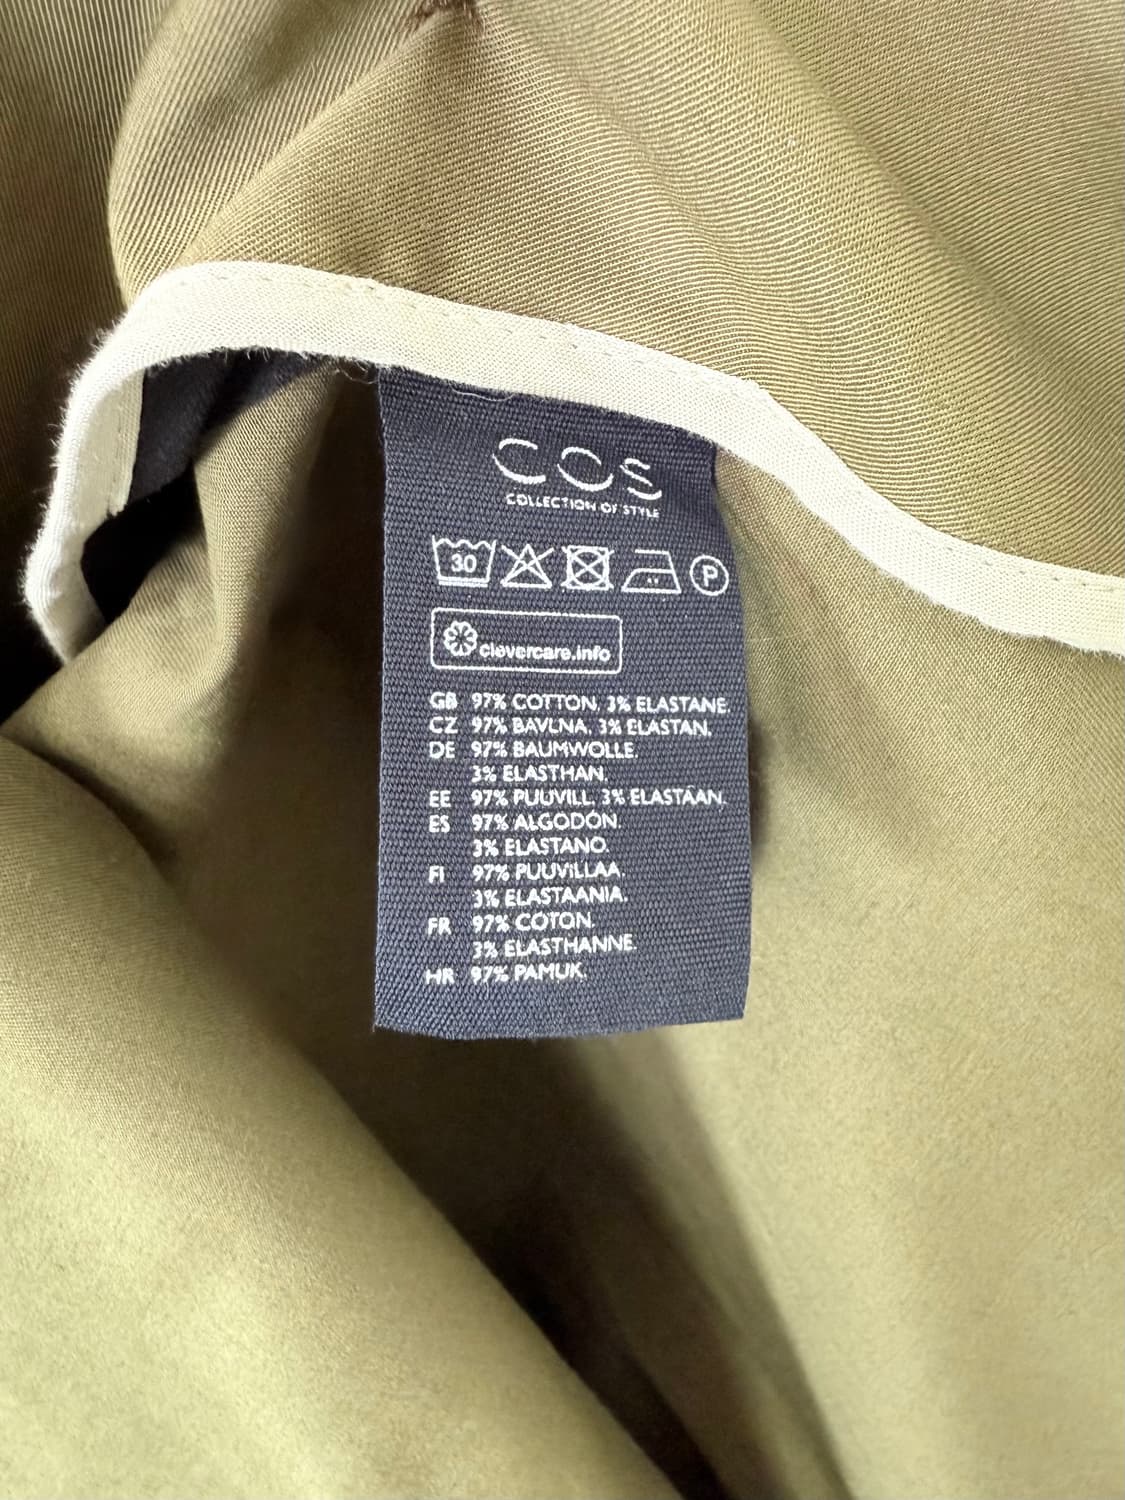 COS
COLLECTION OF STYLE
30 P
clevercare.info
GB 97% COTTON, 3% ELASTANE.
CZ 97% BAVLNA, 3% ELASTAN.
DE 97% BAUMWOLLE.
3% ELASTHAN.
EE 97% PUUVILL, 3% ELASTAAN.
ES 97% ALGODÓN.
3% ELASTANO.
FI 97% PUUVILLAA
3% ELASTAANIA.
FR 97% COTON.
3% ELASTHANNE.
HR 97% PAMUK.